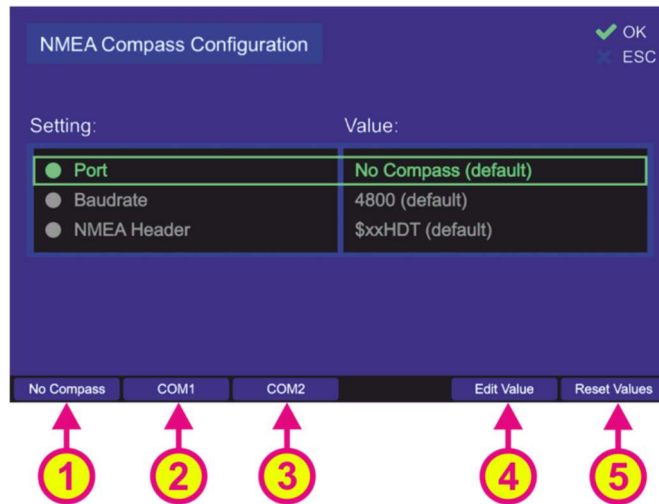 NMEA Compass Configuration
OK
ESC
Setting:
Value:
Port
No Compass (default)
Baudrate
4800 (default)
NMEA Header
$xxHDT (default)
No Compass
COM1
COM2
Edit Value
Reset Values
1
2
3
4
5